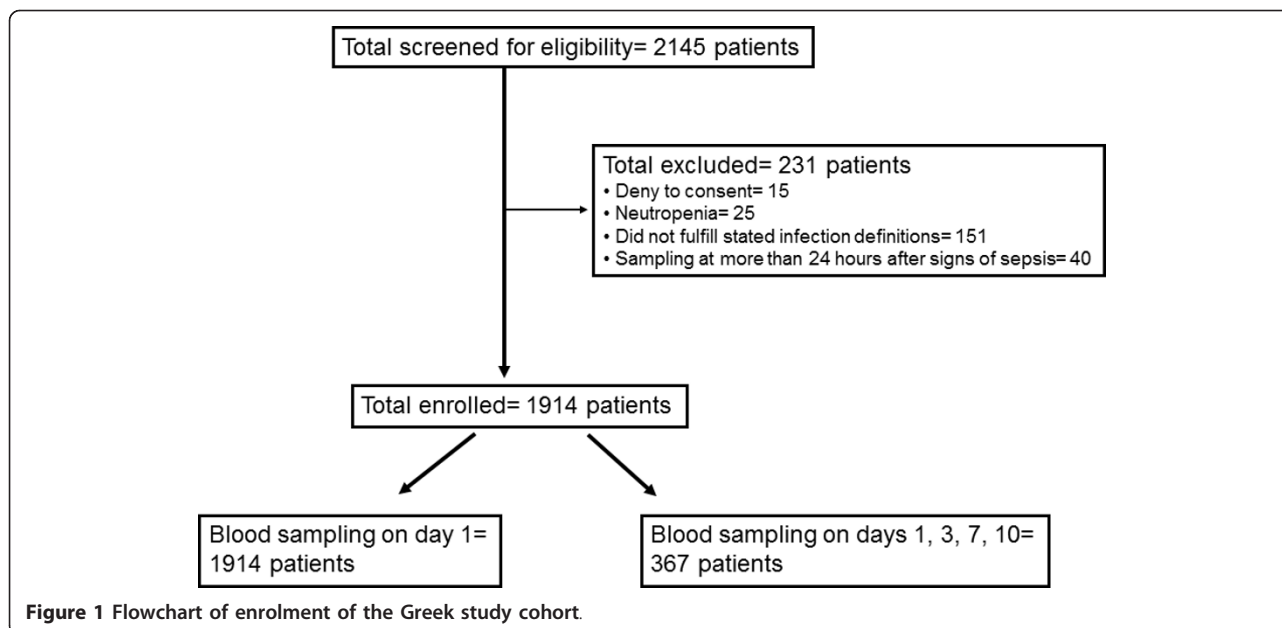 Total screened for eligibility= 2145 patients
Total excluded= 231 patients
• Deny to consent= 15
• Neutropenia= 25
• Did not fulfill stated infection definitions= 151
• Sampling at more than 24 hours after signs of sepsis= 40
Total enrolled= 1914 patients
Blood sampling on day 1=
1914 patients
Blood sampling on days 1, 3, 7, 10=
367 patients
Figure 1 Flowchart of enrolment of the Greek study cohort.